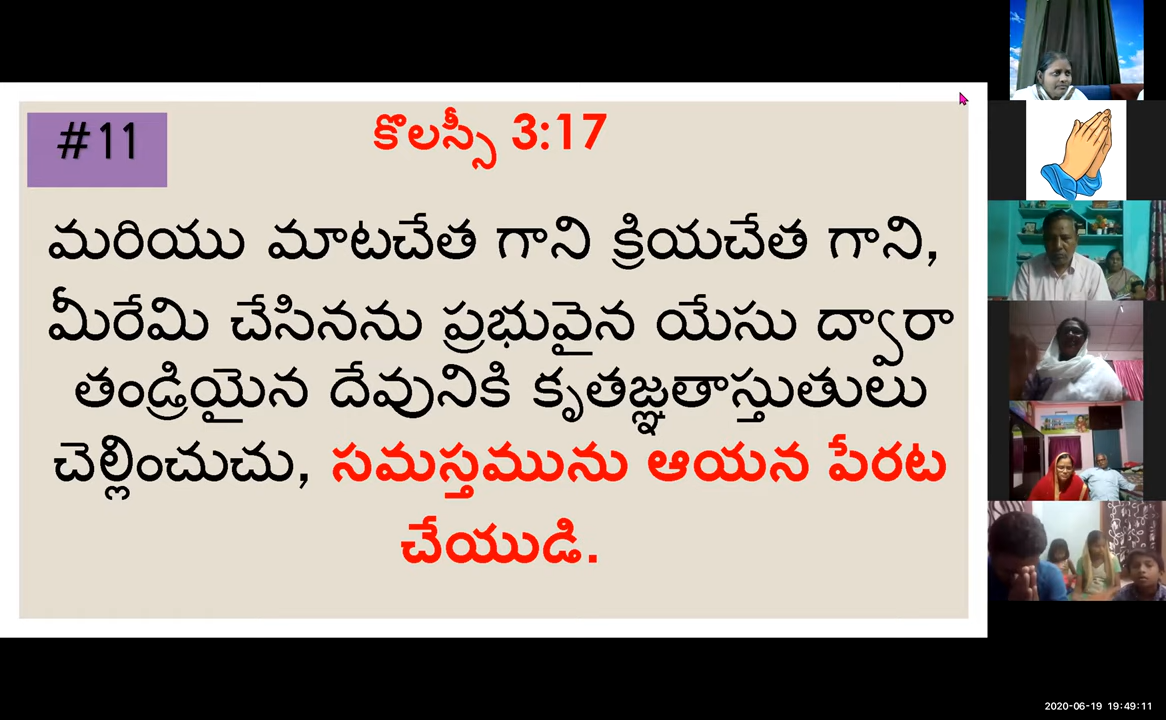 #11
కొలస్సీ 3:17
మరియు మాటచేత గాని క్రియచేత గాని,
మీరేమి చేసినను ప్రభువైన యేసు ద్వారా
తండ్రియైన దేవునికి కృతజ్ఞతాస్తుతులు
చెల్లించుచు, సమస్తమును ఆయన పేరట
చేయుడి.
2020-06-19 19:49:11